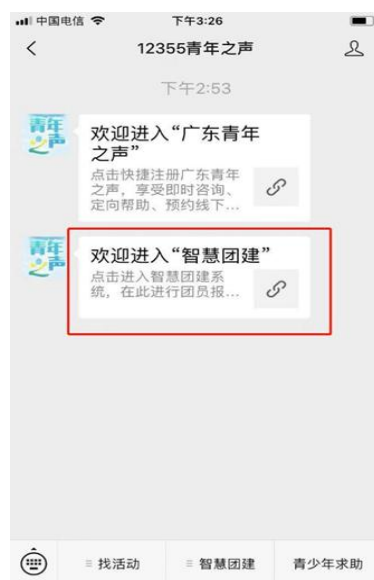 中国电信 下午3:26
12355青年之声
下午2:53
青年之声
欢迎进入“广东青年
之声”
点击快捷注册广东青年
之声，享受即时咨询、
定向帮助、预约线下...
青年之声
欢迎进入“智慧团建”
点击进入智慧团建系
统，在此进行团员报...
找活动 智慧团建 青少年求助